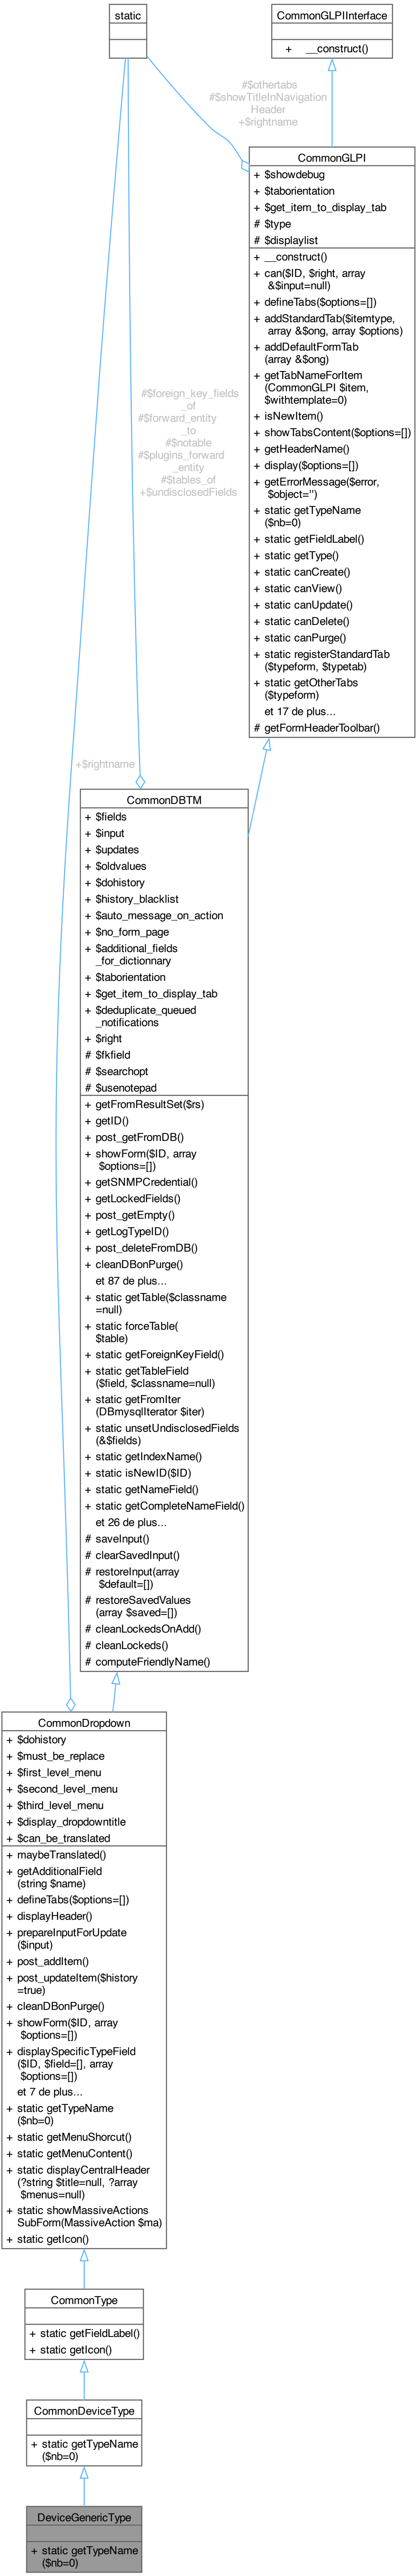 static
CommonGLPIInterface
+ __construct()
#$othertabs
#$showTitleInNavigation
Header
+$rightname
CommonGLPI
+ $showdebug
+ $taborientation
+ $get_item_to_display_tab
# $type
# $displaylist
+ __construct()
+ can($ID, $right, array
&$input=null)
+ defineTabs($options=[])
+ addStandardTab($itemtype,
array &$ong, array $options)
+ addDefaultFormTab
(array &$ong)
+ getTabNameForItem
(CommonGLPI $item,
$withtemplate=0)
+ isNewItem()
+ showTabsContent($options=[])
+ getHeaderName()
+ display($options=[])
+ getErrorMessage($error,
$object='')
+ static getTypeName
($nb=0)
+ static getFieldLabel()
+ static getType()
+ static canCreate()
+ static canView()
+ static canUpdate()
+ static canDelete()
+ static canPurge()
+ static registerStandardTab
($typeform, $typetab)
+ static getOtherTabs
($typeform)
et 17 de plus...
# getFormHeaderToolbar()
#$foreign_key_fields
_of
#$forward_entity
_to
#$notable
#$plugins_forward
_entity
#$tables_of
+$undisclosedFields
+$rightname
CommonDBTM
+ $fields
+ $input
+ $updates
+ $oldvalues
+ $dohistory
+ $history_blacklist
+ $auto_message_on_action
+ $no_form_page
+ $additional_fields
_for_dictionnary
+ $taborientation
+ $get_item_to_display_tab
+ $deduplicate_queued
_notifications
+ $right
# $fkfield
# $searchopt
# $usenotepad
+ getFromResultSet($rs)
+ getID()
+ post_getFromDB()
+ showForm($ID, array
$options=[])
+ getSNMPCredential()
+ getLockedFields()
+ post_getEmpty()
+ getLogTypeID()
+ post_deleteFromDB()
+ cleanDBonPurge()
et 87 de plus...
+ static getTable($classname
=null)
+ static forceTable(
$table)
+ static getForeignKeyField()
+ static getTableField
($field, $classname=null)
+ static getFromIter
(DBmysqlIterator $iter)
+ static unsetUndisclosedFields
(&$fields)
+ static getIndexName()
+ static isNewID($ID)
+ static getNameField()
+ static getCompleteNameField()
et 26 de plus...
# saveInput()
# clearSavedInput()
# restoreInput(array
$default=[])
# restoreSavedValues
(array $saved=[])
# cleanLockedsOnAdd()
# cleanLockeds()
# computeFriendlyName()
CommonDropdown
+ $dohistory
+ $must_be_replace
+ $first_level_menu
+ $second_level_menu
+ $third_level_menu
+ $display_dropdowntitle
+ $can_be_translated
+ maybeTranslated()
+ getAdditionalField
(string $name)
+ defineTabs($options=[])
+ displayHeader()
+ prepareInputForUpdate
($input)
+ post_addItem()
+ post_updateItem($history
=true)
+ cleanDBonPurge()
+ showForm($ID, array
$options=[])
+ displaySpecificTypeField
($ID, $field=[], array
$options=[])
et 7 de plus...
+ static getTypeName
($nb=0)
+ static getMenuShorcut()
+ static getMenuContent()
+ static displayCentralHeader
(?string $title=null, ?array
$menus=null)
+ static showMassiveActions
SubForm(MassiveAction $ma)
+ static getIcon()
CommonType
+ static getFieldLabel()
+ static getIcon()
CommonDeviceType
+ static getTypeName
($nb=0)
DeviceGenericType
+ static getTypeName
($nb=0)